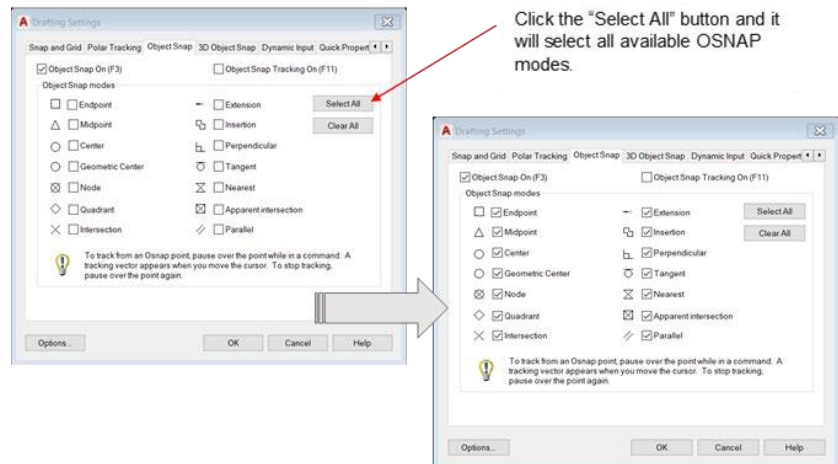 Click the “Select All” button and it
will select all available OSNAP
modes.
A Drafting Settings
Snap and Grid Polar Tracking Object Snap 3D Object Snap Dynamic Input Quick Propert
Object Snap On (F3) Object Snap Tracking On (F11)
Object Snap modes
Endpoint Extension Select All
Midpoint Insertion Clear All
Center Perpendicular
Geometric Center Tangent
Node Nearest
Quadrant Apparent intersection
Intersection Parallel
To track from an Osnap point, pause over the point while in a command. A
tracking vector appears when you move the cursor. To stop tracking,
pause over the point again.
Options... OK Cancel Help
A Drafting Settings
Snap and Grid Polar Tracking Object Snap 3D Object Snap Dynamic Input Quick Propert
Object Snap On (F3) Object Snap Tracking On (F11)
Object Snap modes
Endpoint Extension Select All
Midpoint Insertion Clear All
Center Perpendicular
Geometric Center Tangent
Node Nearest
Quadrant Apparent intersection
Intersection Parallel
To track from an Osnap point, pause over the point while in a command. A
tracking vector appears when you move the cursor. To stop tracking,
pause over the point again.
Options... OK Cancel Help